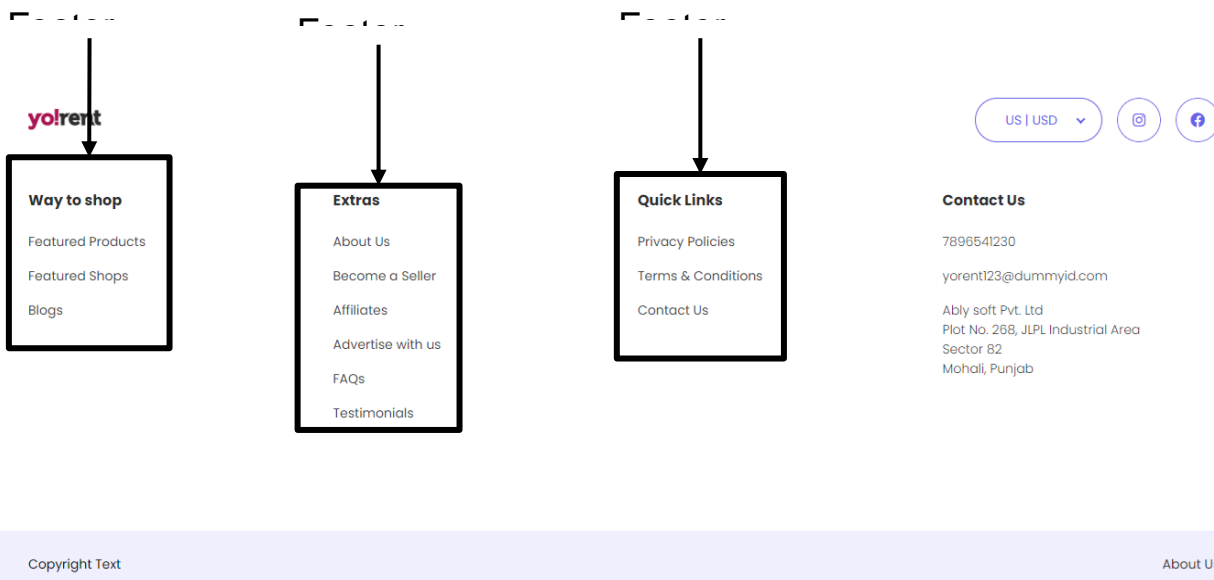 yo!rent
US | USD
Way to shop
Featured Products
Featured Shops
Blogs
Extras
About Us
Become a Seller
Affiliates
Advertise with us
FAQs
Testimonials
Quick Links
Privacy Policies
Terms & Conditions
Contact Us
Contact Us
7896541230
yorent123@dummyid.com
Ably soft Pvt. Ltd
Plot No. 268, JLPL Industrial Area
Sector 82
Mohali, Punjab
Copyright Text
About U